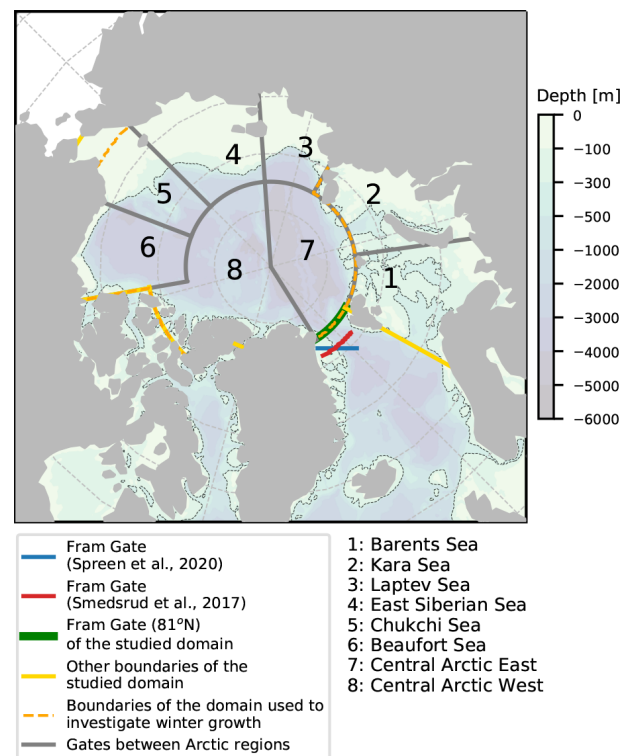 Depth [m]
0
−100
−300
−500
−1000
−2000
−3000
−4000
−5000
−6000
4
3
5
2
6
7
8
1
Fram Gate
(Spreen et al., 2020)
Fram Gate
(Smedsrud et al., 2017)
Fram Gate (81°N)
of the studied domain
Other boundaries of the
studied domain
Boundaries of the domain used to
investigate winter growth
Gates between Arctic regions
1: Barents Sea
2: Kara Sea
3: Laptev Sea
4: East Siberian Sea
5: Chukchi Sea
6: Beaufort Sea
7: Central Arctic East
8: Central Arctic West